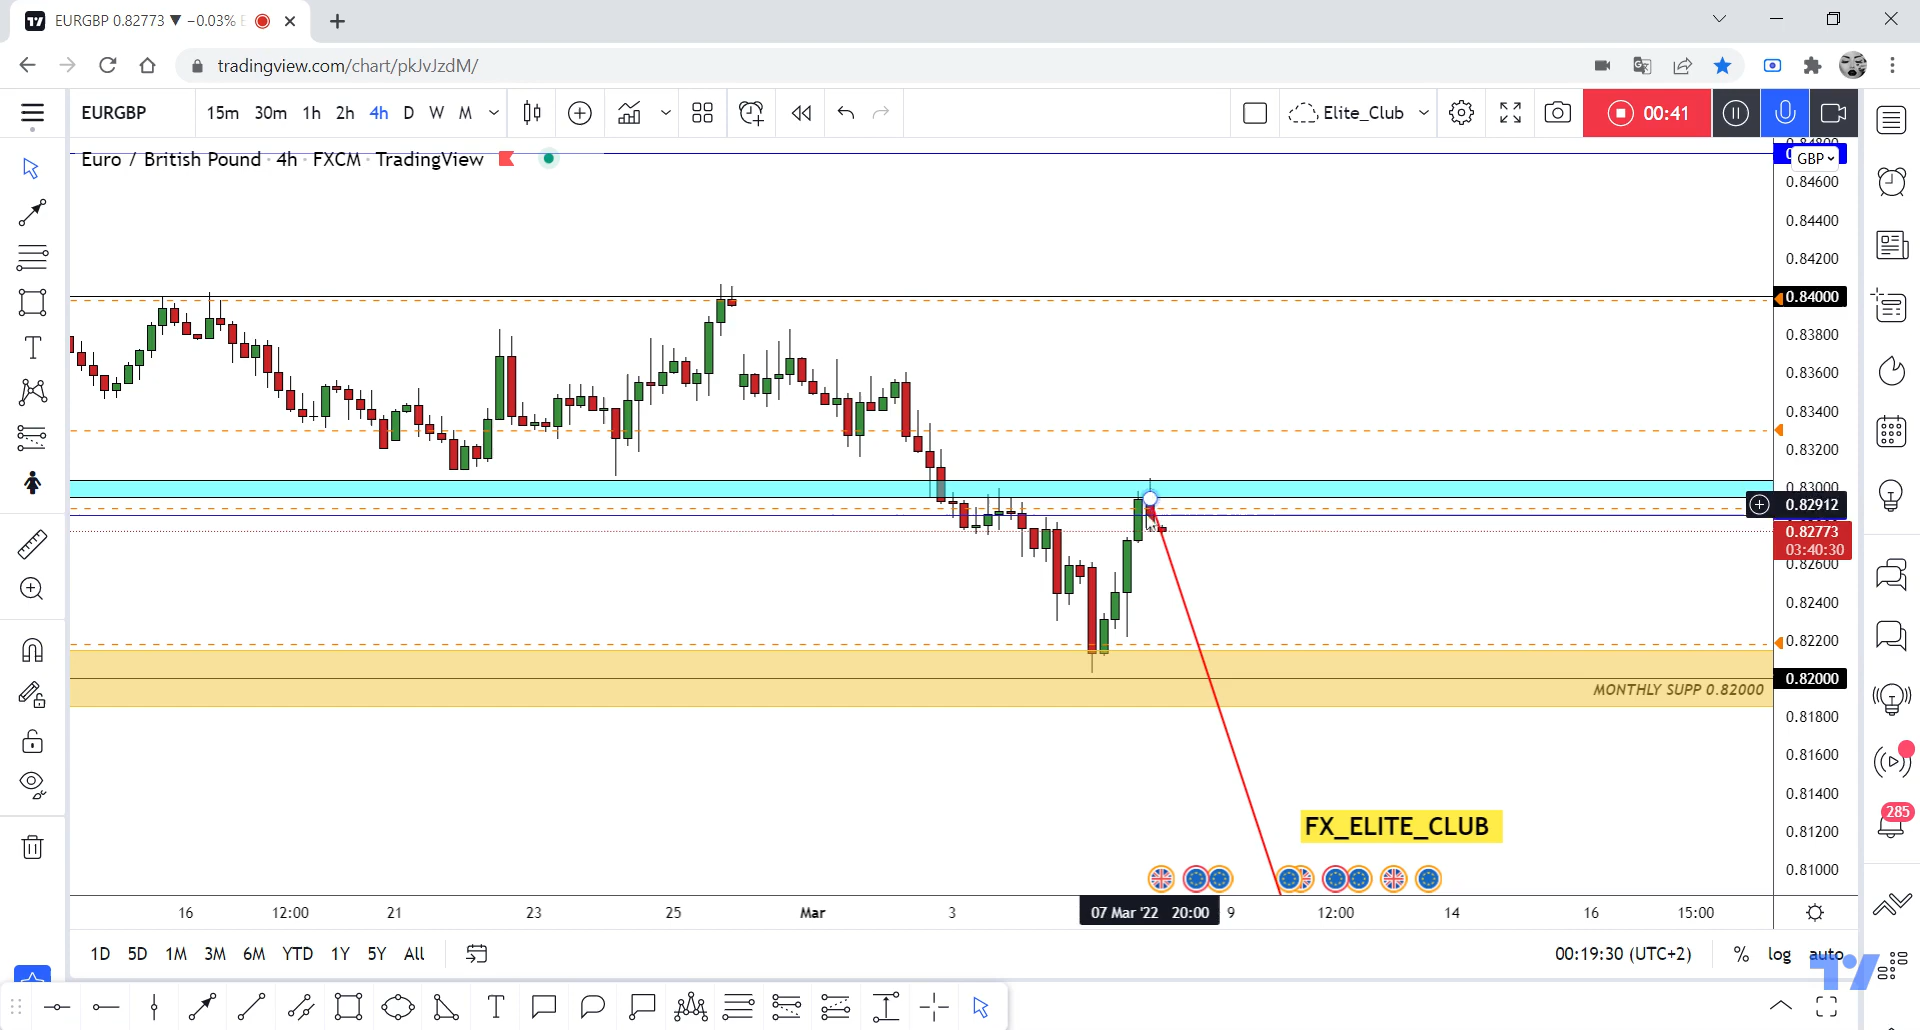 EURGBP 0.82773 ▼ −0.03%
tradingview.com/chart/pkJvJzdM/
EURGBP 15m 30m 1h 2h 4h D W M Elite_Club 00:41
Euro / British Pound · 4h · FXCM · TradingView
GBP
0.84600
0.84400
0.84200
0.84000
0.83800
0.83600
0.83400
0.83200
0.83000
0.82912
0.82773
03:40:30
0.82600
0.82400
0.82200
0.82000
MONTHLY SUPP 0.82000
0.81800
0.81600
0.81400
285
FX_ELITE_CLUB
0.81200
0.81000
16 12:00 21 23 25 Mar 3 07 Mar '22 20:00 9 12:00 14 16 15:00
1D 5D 1M 3M 6M YTD 1Y 5Y All 00:19:30 (UTC+2) % log auto